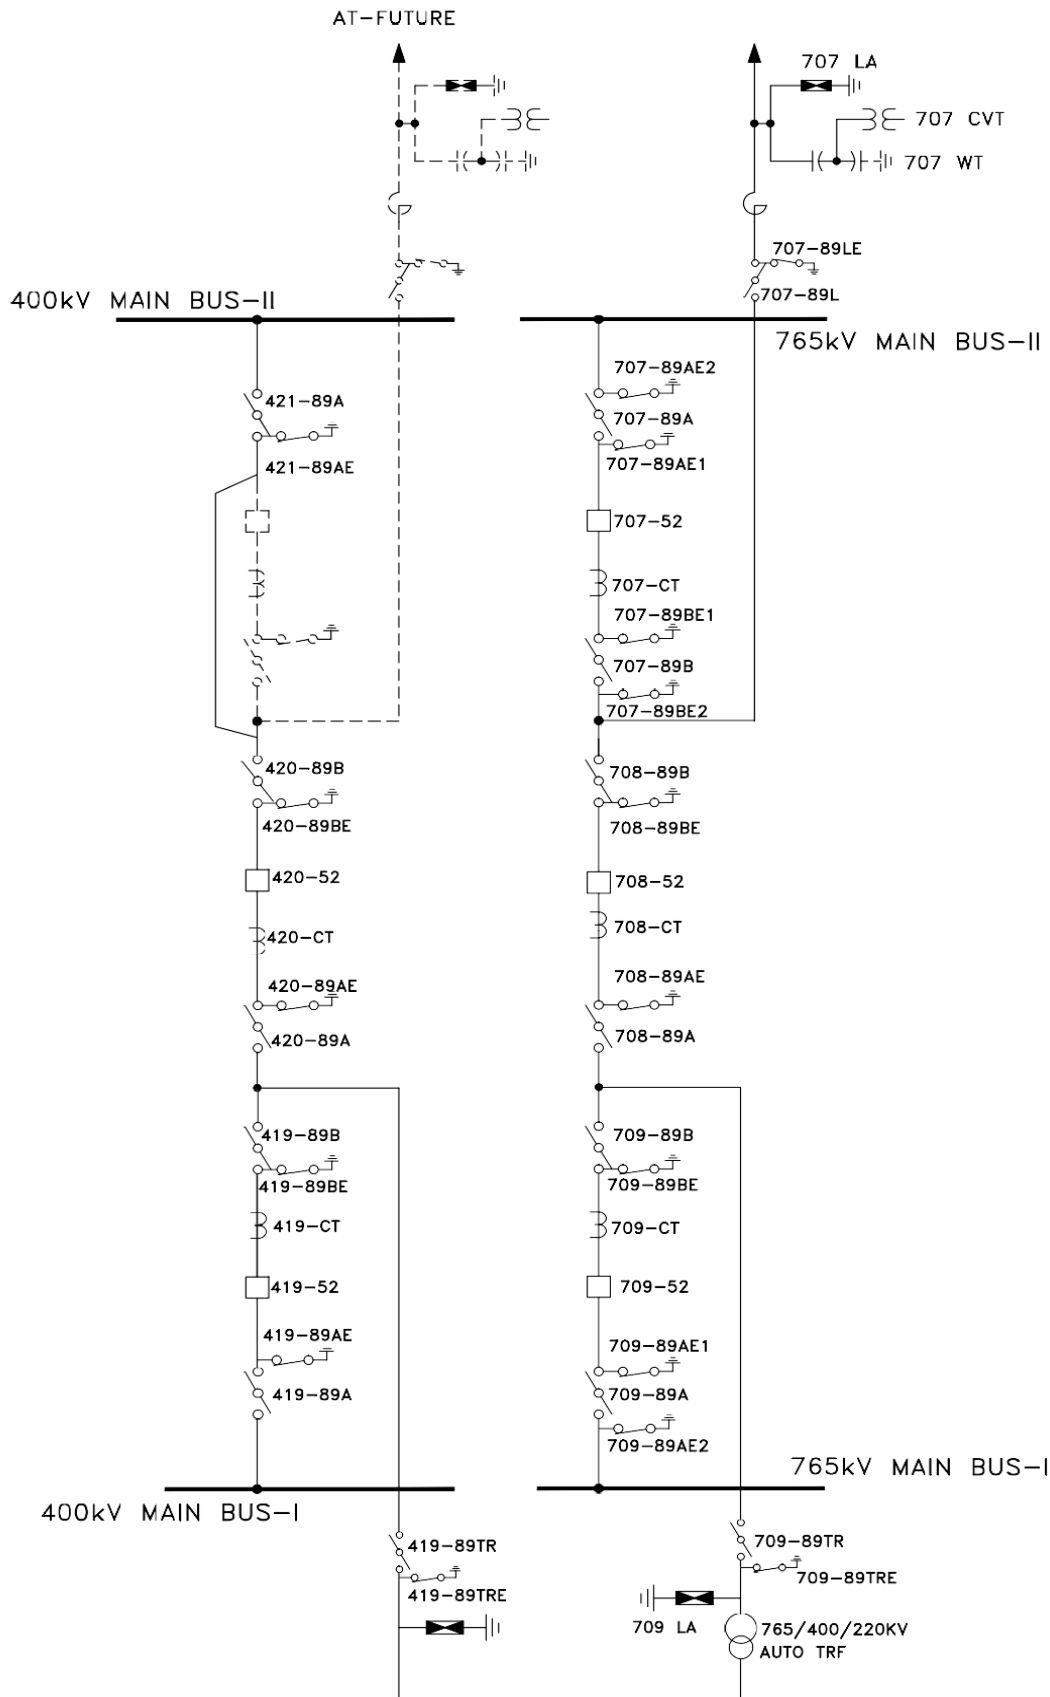 AT-FUTURE
707 LA
707 CVT
707 WT
707-89LE
707-89L
400kV MAIN BUS-II
765kV MAIN BUS-II
421-89A
421-89AE
707-89AE2
707-89A
707-89AE1
707-52
707-CT
707-89BE1
707-89B
707-89BE2
420-89B
420-89BE
420-52
420-CT
420-89AE
420-89A
708-89B
708-89BE
708-52
708-CT
708-89AE
708-89A
419-89B
419-89BE
419-CT
419-52
419-89AE
419-89A
709-89B
709-89BE
709-CT
709-52
709-89AE1
709-89A
709-89AE2
400kV MAIN BUS-I
765kV MAIN BUS-I
419-89TR
419-89TRE
709-89TR
709-89TRE
709 LA
765/400/220KV
AUTO TRF